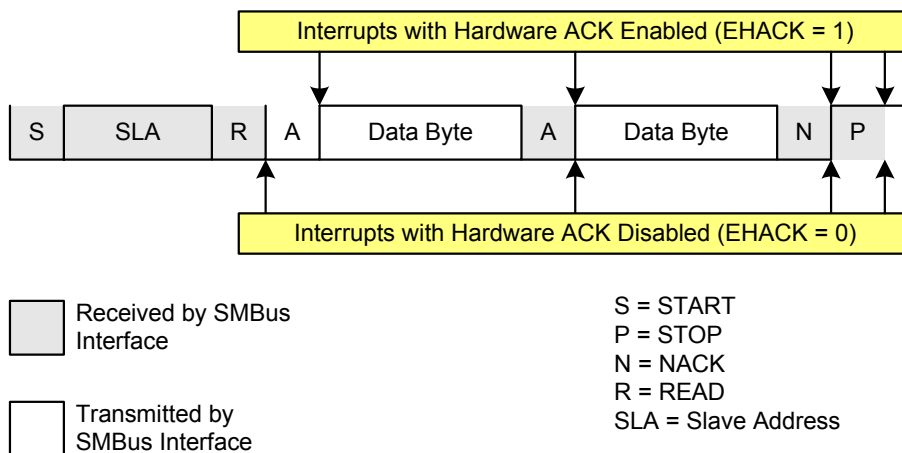 Interrupts with Hardware ACK Enabled (EHACK = 1)
S SLA R A Data Byte A Data Byte N P
Interrupts with Hardware ACK Disabled (EHACK = 0)
Received by SMBus
Interface
Transmitted by
SMBus Interface
S = START
P = STOP
N = NACK
R = READ
SLA = Slave Address